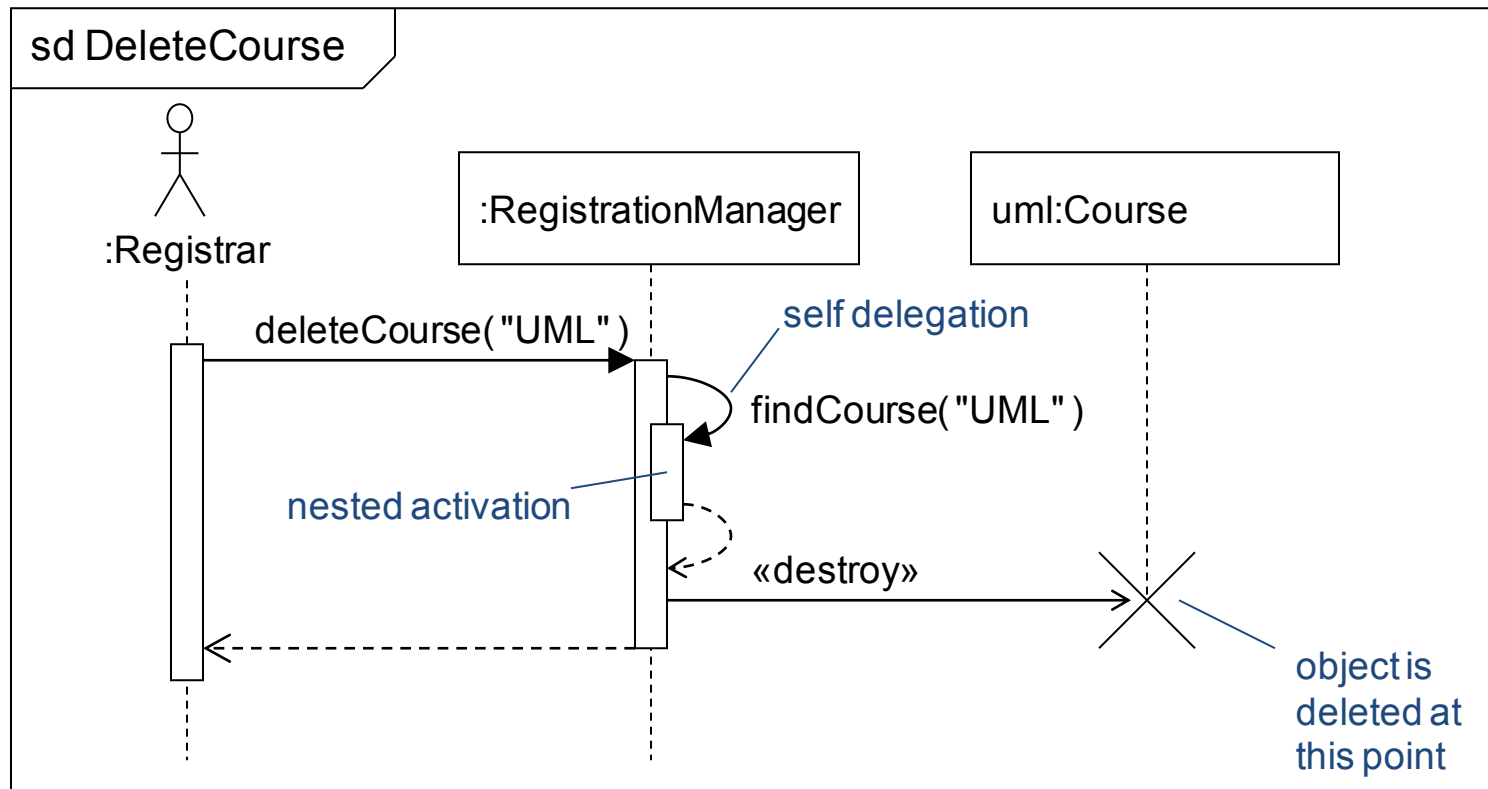 sd DeleteCourse
:Registrar
:RegistrationManager
uml:Course
deleteCourse("UML")
self delegation
findCourse("UML")
nested activation
«destroy»
object is
deleted at
this point